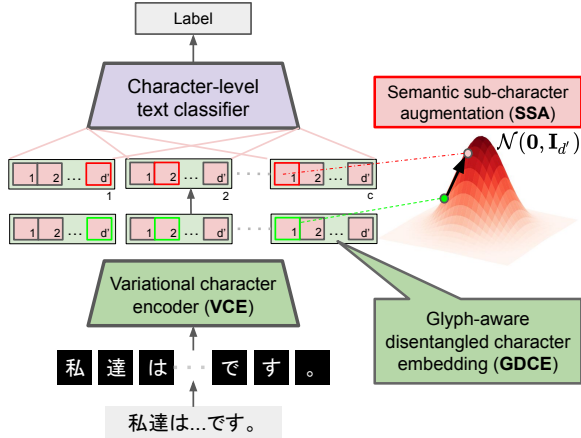 Label
Character-level
text classifier
Semantic sub-character
augmentation (SSA)
𝒩(𝟎, 𝐈_{d′})
1 2 ... d' 1 2 ... d' 1 2 ... d'
1 2 c
1 2 ... d' 1 2 ... d' 1 2 ... d'
Variational character
encoder (VCE)
Glyph-aware
disentangled character
embedding (GDCE)
私 達 は ... で す 。
私達は...です。